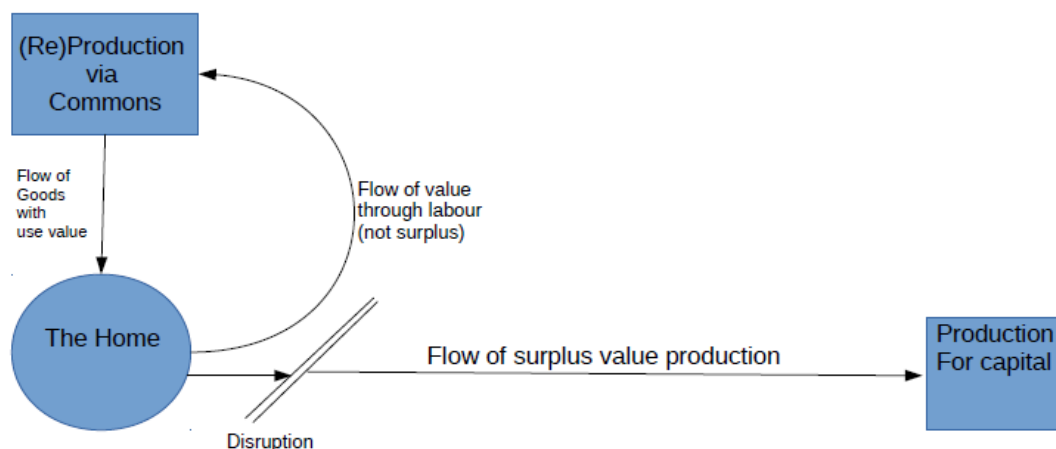 (Re)Production
via
Commons
Flow of
Goods
with
use value
Flow of value
through labour
(not surplus)
The Home
Flow of surplus value production
Production
For capital
Disruption